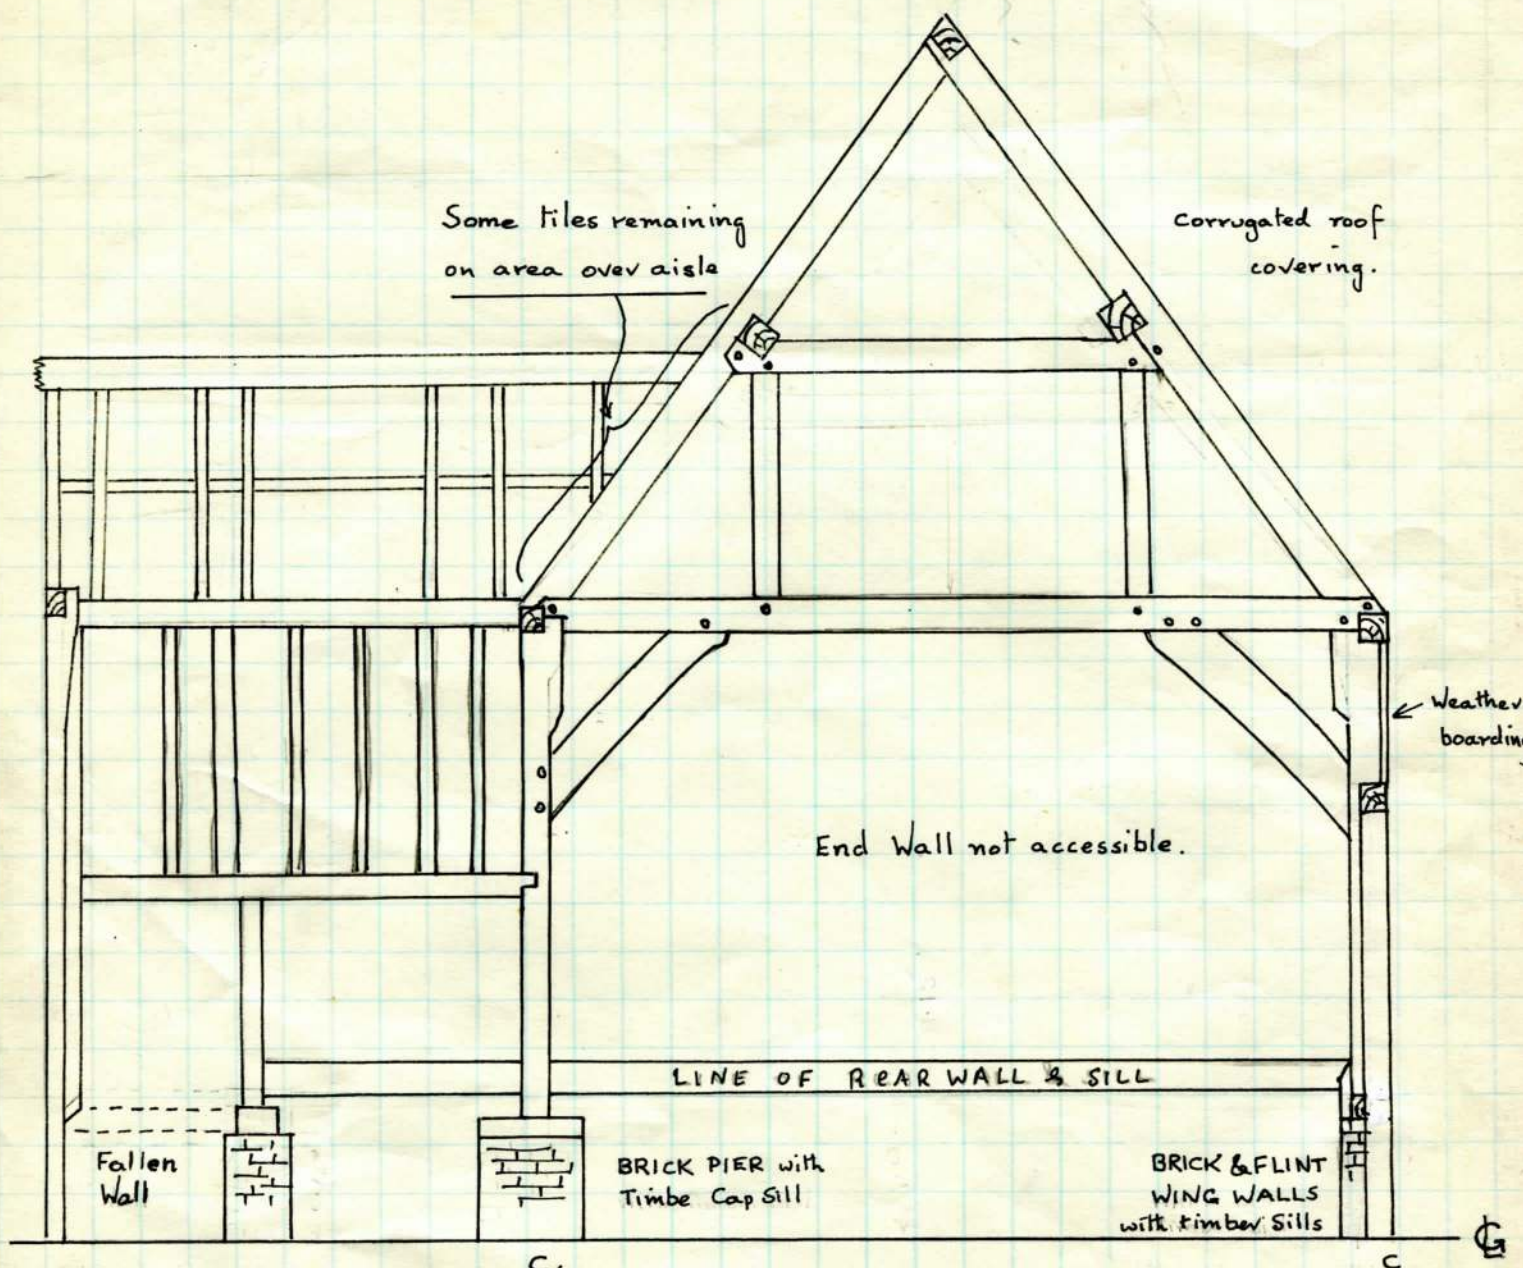 Some tiles remaining
on area over aisle
corrugated roof
covering.
Weather
boarding
End Wall not accessible.
LINE OF REAR WALL & SILL
Fallen
Wall
BRICK PIER with
Timbe Cap Sill
BRICK & FLINT
WING WALLS
with timber Sills
GL
C
C